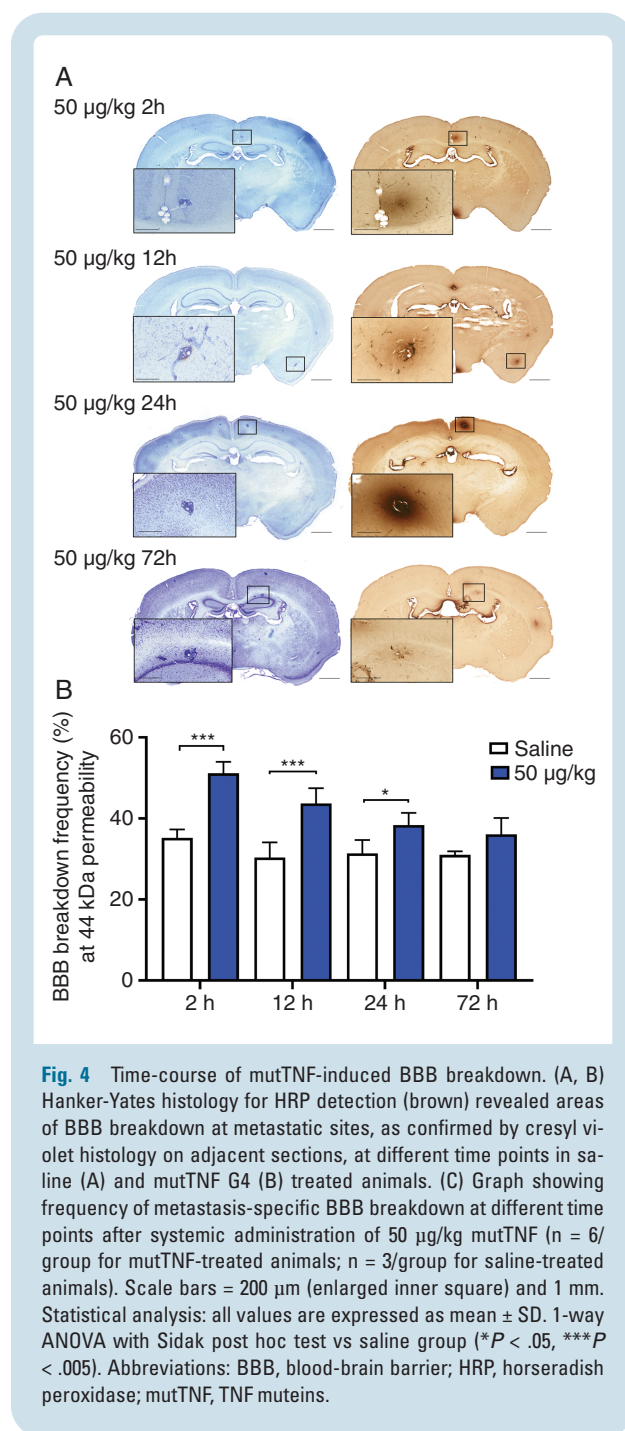 A
50 µg/kg 2h
50 µg/kg 12h
50 µg/kg 24h
50 µg/kg 72h
B
BBB breakdown frequency (%)
at 44 kDa permeability
60
40
20
0
***
***
*
Saline
50 µg/kg
2 h
12 h
24 h
72 h
Fig. 4 Time-course of mutTNF-induced BBB breakdown. (A, B)
Hanker-Yates histology for HRP detection (brown) revealed areas
of BBB breakdown at metastatic sites, as confirmed by cresyl vi-
olet histology on adjacent sections, at different time points in sa-
line (A) and mutTNF G4 (B) treated animals. (C) Graph showing
frequency of metastasis-specific BBB breakdown at different time
points after systemic administration of 50 µg/kg mutTNF (n = 6/
group for mutTNF-treated animals; n = 3/group for saline-treated
animals). Scale bars = 200 µm (enlarged inner square) and 1 mm.
Statistical analysis: all values are expressed as mean ± SD. 1-way
ANOVA with Sidak post hoc test vs saline group (*P < .05, ***P
< .005). Abbreviations: BBB, blood-brain barrier; HRP, horseradish
peroxidase; mutTNF, TNF muteins.